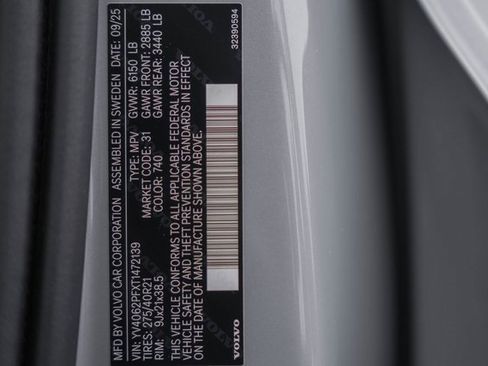 MFD BY VOLVO CAR CORPORATION ASSEMBLED IN SWEDEN DATE: 09/25
VIN: YV4062PFXT1472139 TYPE: MPV GVWR: 6150 LB
TIRES: 275/40R21 MARKET CODE: 31 GAWR FRONT: 2885 LB
RIM: 9Jx21x38.5 COLOR: 740 GAWR REAR: 3440 LB
THIS VEHICLE CONFORMS TO ALL APPLICABLE FEDERAL MOTOR
VEHICLE SAFETY AND THEFT PREVENTION STANDARDS IN EFFECT
ON THE DATE OF MANUFACTURE SHOWN ABOVE.
VOLVO
32390594